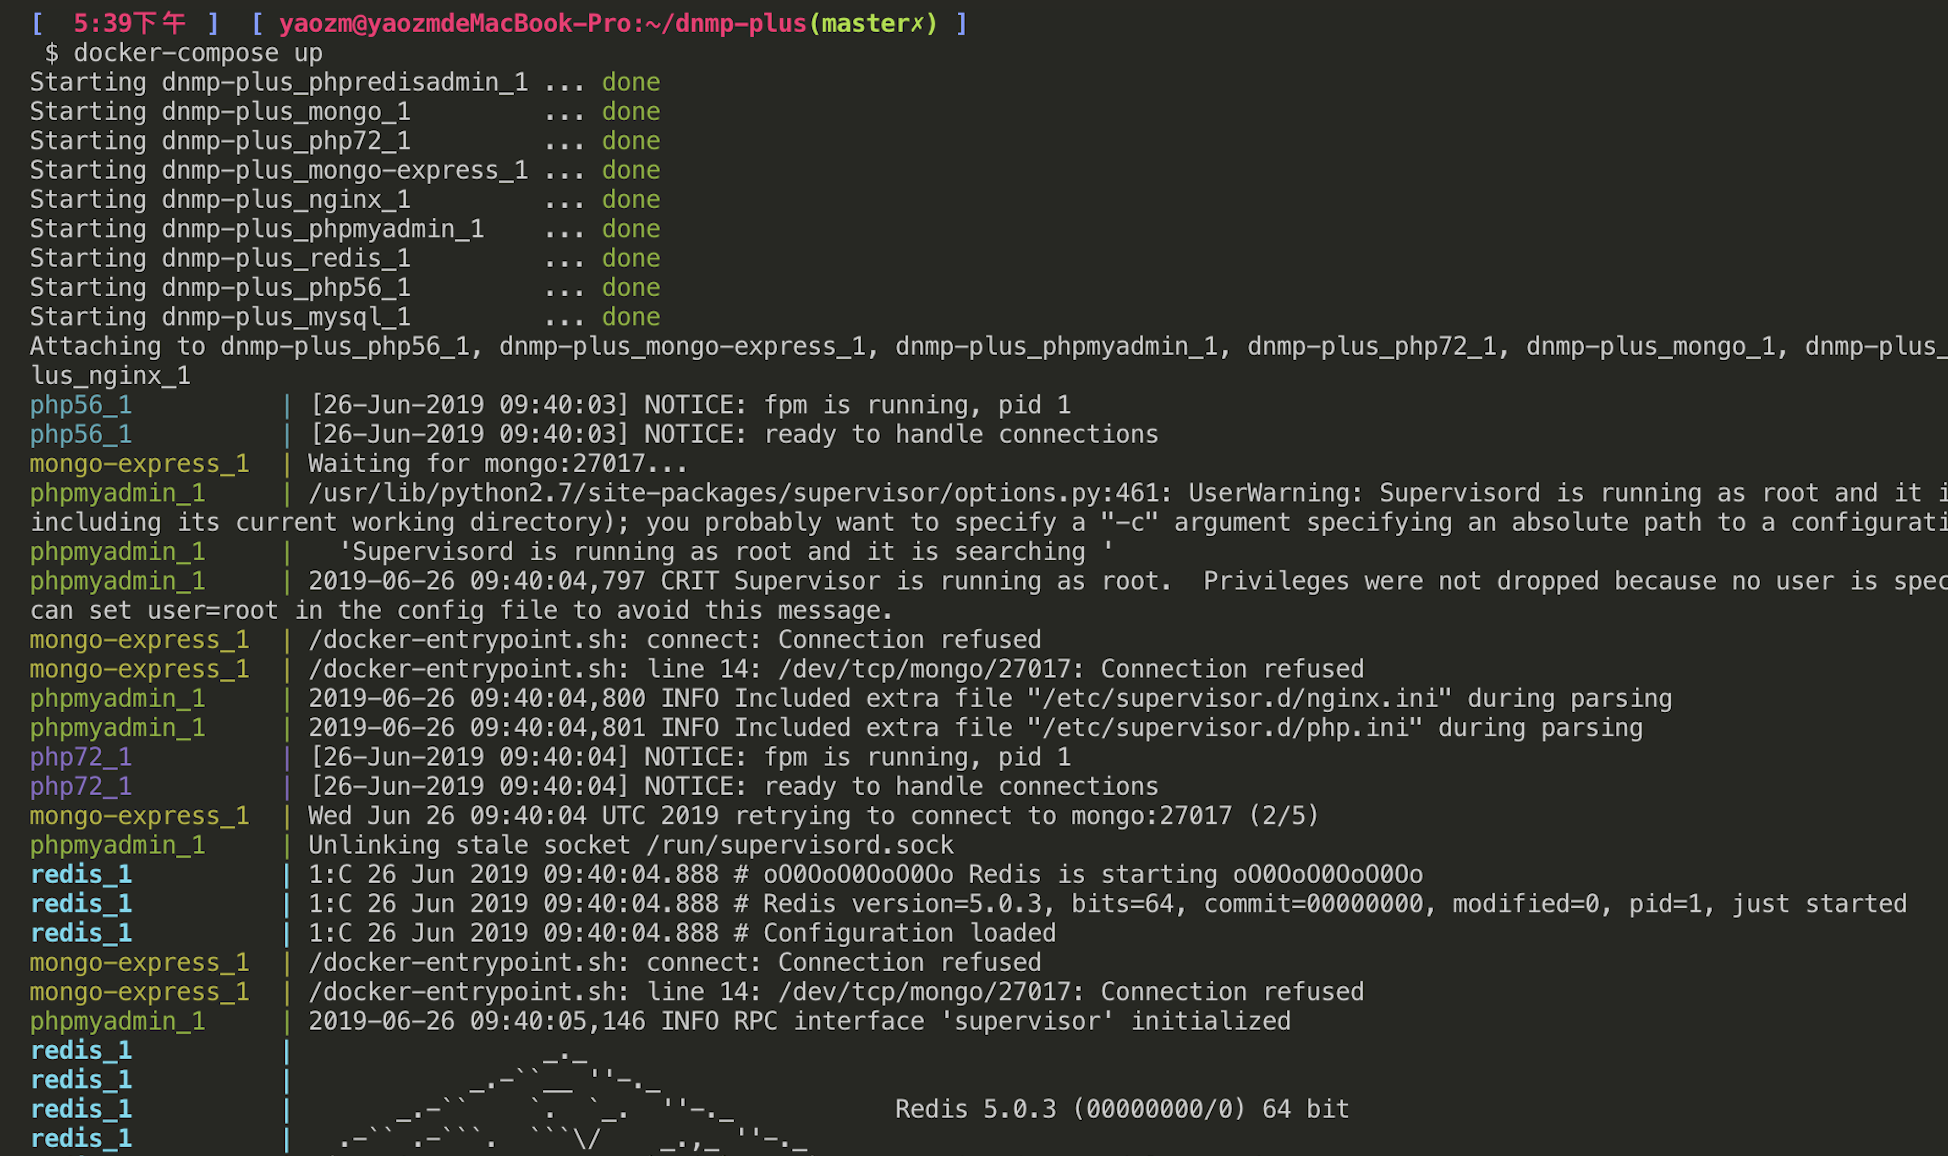 [  5:39下午 ]  [ yaozm@yaozmdeMacBook-Pro:~/dnmp-plus(master✗) ]
 $ docker-compose up
Starting dnmp-plus_phpredisadmin_1 ... done
Starting dnmp-plus_mongo_1         ... done
Starting dnmp-plus_php72_1         ... done
Starting dnmp-plus_mongo-express_1 ... done
Starting dnmp-plus_nginx_1         ... done
Starting dnmp-plus_phpmyadmin_1    ... done
Starting dnmp-plus_redis_1         ... done
Starting dnmp-plus_php56_1         ... done
Starting dnmp-plus_mysql_1         ... done
Attaching to dnmp-plus_php56_1, dnmp-plus_mongo-express_1, dnmp-plus_phpmyadmin_1, dnmp-plus_php72_1, dnmp-plus_mongo_1, dnmp-plus_
lus_nginx_1
php56_1          | [26-Jun-2019 09:40:03] NOTICE: fpm is running, pid 1
php56_1          | [26-Jun-2019 09:40:03] NOTICE: ready to handle connections
mongo-express_1  | Waiting for mongo:27017...
phpmyadmin_1     | /usr/lib/python2.7/site-packages/supervisor/options.py:461: UserWarning: Supervisord is running as root and it i
including its current working directory); you probably want to specify a "-c" argument specifying an absolute path to a configurati
phpmyadmin_1     |   'Supervisord is running as root and it is searching '
phpmyadmin_1     | 2019-06-26 09:40:04,797 CRIT Supervisor is running as root.  Privileges were not dropped because no user is spec
can set user=root in the config file to avoid this message.
mongo-express_1  | /docker-entrypoint.sh: connect: Connection refused
mongo-express_1  | /docker-entrypoint.sh: line 14: /dev/tcp/mongo/27017: Connection refused
phpmyadmin_1     | 2019-06-26 09:40:04,800 INFO Included extra file "/etc/supervisor.d/nginx.ini" during parsing
phpmyadmin_1     | 2019-06-26 09:40:04,801 INFO Included extra file "/etc/supervisor.d/php.ini" during parsing
php72_1          | [26-Jun-2019 09:40:04] NOTICE: fpm is running, pid 1
php72_1          | [26-Jun-2019 09:40:04] NOTICE: ready to handle connections
mongo-express_1  | Wed Jun 26 09:40:04 UTC 2019 retrying to connect to mongo:27017 (2/5)
phpmyadmin_1     | Unlinking stale socket /run/supervisord.sock
redis_1          | 1:C 26 Jun 2019 09:40:04.888 # oO0OoO0OoO0Oo Redis is starting oO0OoO0OoO0Oo
redis_1          | 1:C 26 Jun 2019 09:40:04.888 # Redis version=5.0.3, bits=64, commit=00000000, modified=0, pid=1, just started
redis_1          | 1:C 26 Jun 2019 09:40:04.888 # Configuration loaded
mongo-express_1  | /docker-entrypoint.sh: connect: Connection refused
mongo-express_1  | /docker-entrypoint.sh: line 14: /dev/tcp/mongo/27017: Connection refused
phpmyadmin_1     | 2019-06-26 09:40:05,146 INFO RPC interface 'supervisor' initialized
redis_1          |                 _._
redis_1          |            _.-``__ ''-._
redis_1          |       _.-``    `.  `_.  ''-._           Redis 5.0.3 (00000000/0) 64 bit
redis_1          |   .-`` .-```.  ```\/    _.,_ ''-._